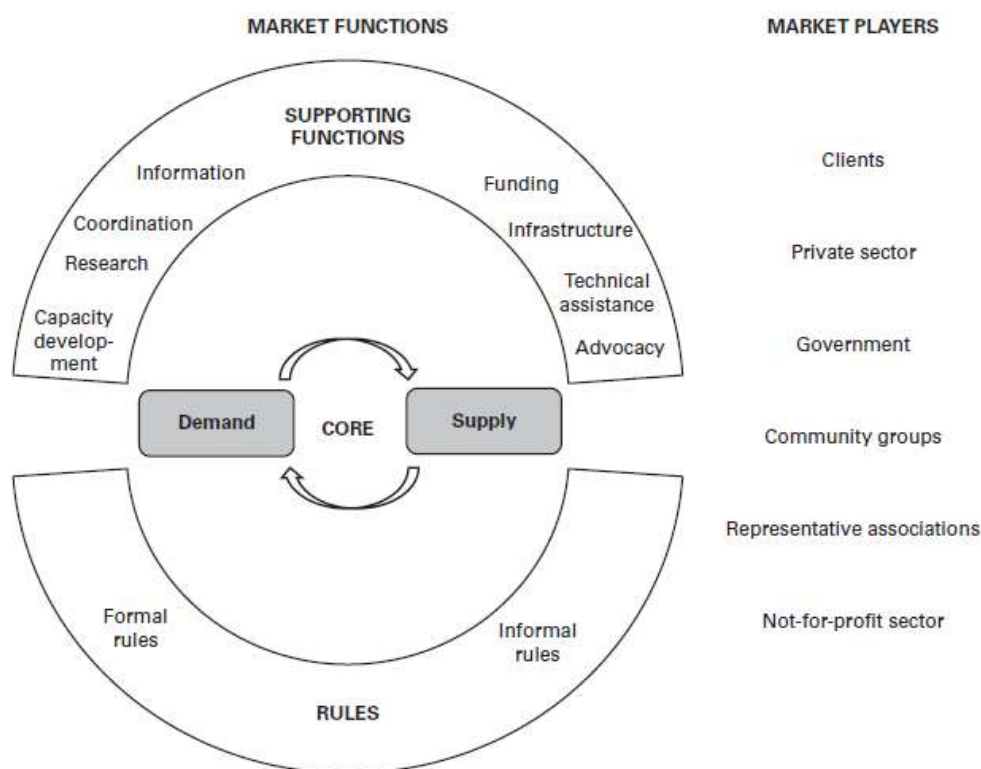 MARKET FUNCTIONS
MARKET PLAYERS
SUPPORTING
FUNCTIONS
Information
Coordination
Research
Capacity
develop-
ment
Funding
Infrastructure
Technical
assistance
Advocacy
Demand
CORE
Supply
Formal
rules
Informal
rules
RULES
Clients
Private sector
Government
Community groups
Representative associations
Not-for-profit sector